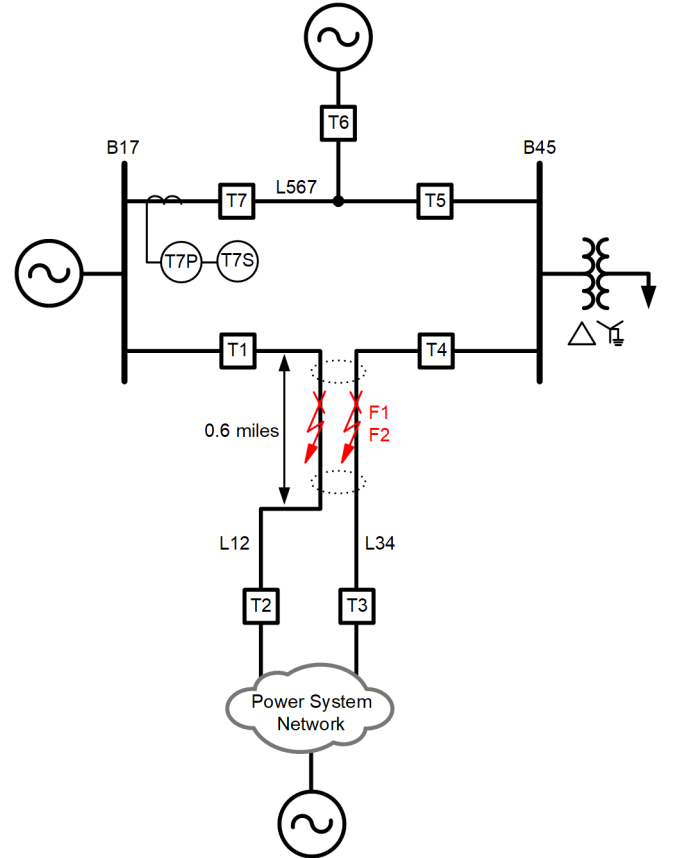 T6
B17
B45
L567
T7
T5
T7P
T7S
T1
T4
0.6 miles
F1
F2
L12
L34
T2
T3
Power System
Network